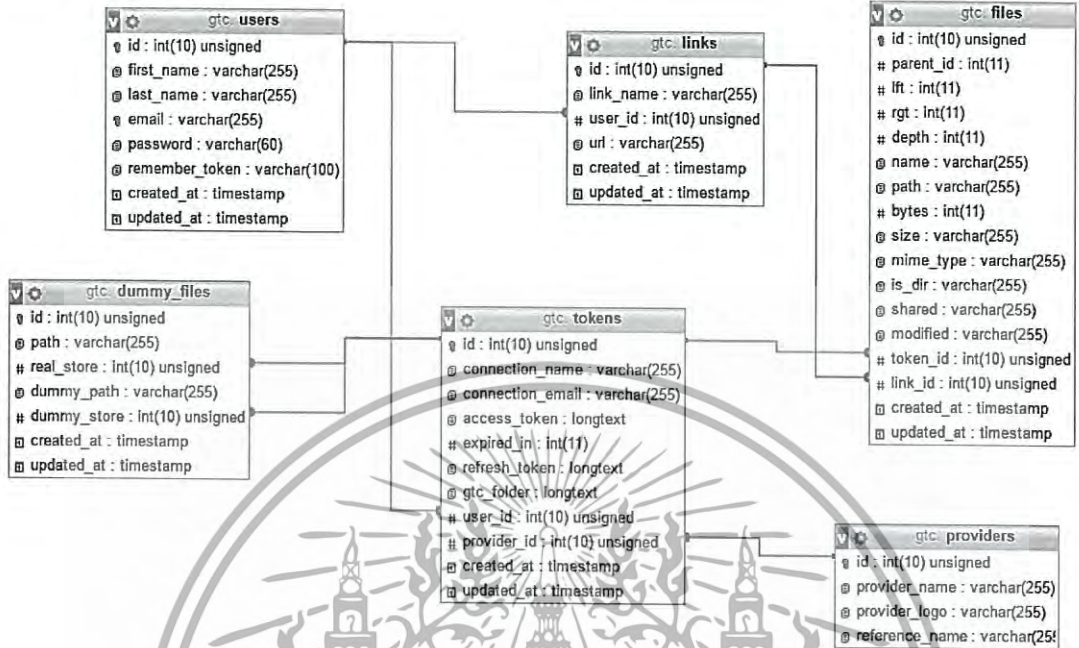 gtc users
id : int(10) unsigned
first_name : varchar(255)
last_name : varchar(255)
email : varchar(255)
password : varchar(60)
remember_token : varchar(100)
created_at : timestamp
updated_at : timestamp
gtc links
id : int(10) unsigned
link_name : varchar(255)
user_id : int(10) unsigned
url : varchar(255)
created_at : timestamp
updated_at : timestamp
gtc files
id : int(10) unsigned
parent_id : int(11)
lft : int(11)
rgt : int(11)
depth : int(11)
name : varchar(255)
path : varchar(255)
bytes : int(11)
size : varchar(255)
mime_type : varchar(255)
is_dir : varchar(255)
shared : varchar(255)
modified : varchar(255)
token_id : int(10) unsigned
link_id : int(10) unsigned
created_at : timestamp
updated_at : timestamp
gtc dummy_files
id : int(10) unsigned
path : varchar(255)
real_store : int(10) unsigned
dummy_path : varchar(255)
dummy_store : int(10) unsigned
created_at : timestamp
updated_at : timestamp
gtc tokens
id : int(10) unsigned
connection_name : varchar(255)
connection_email : varchar(255)
access_token : longtext
expired_in : int(11)
refresh_token : longtext
gtc_folder : longtext
user_id : int(10) unsigned
provider_id : int(10) unsigned
created_at : timestamp
updated_at : timestamp
gtc providers
id : int(10) unsigned
provider_name : varchar(255)
provider_logo : varchar(255)
reference_name : varchar(25